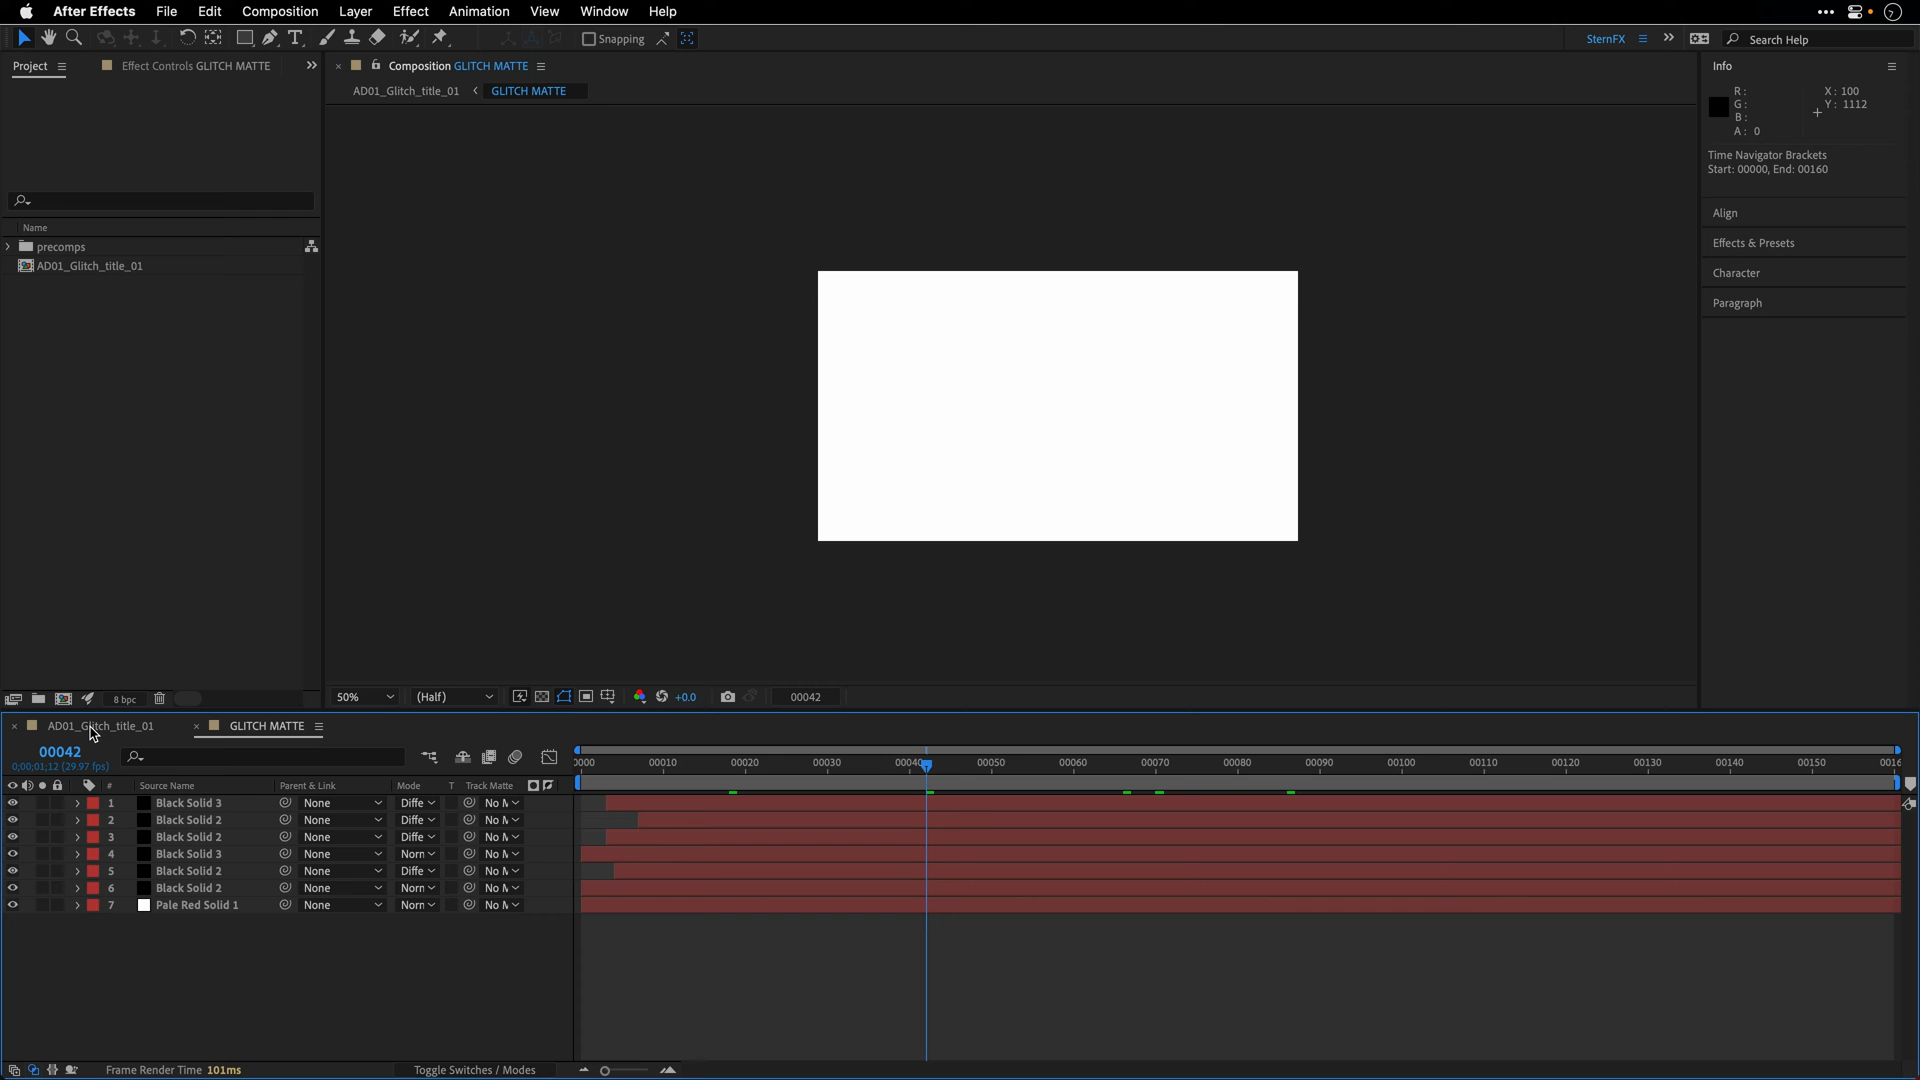 After Effects File Edit Composition Layer Effect Animation View Window Help
Snapping SternFX Search Help
Project Effect Controls GLITCH MATTE Composition GLITCH MATTE Info
AD01_Glitch_title_01 GLITCH MATTE
R : X : 100
G : Y : 1112
B :
A : 0
Time Navigator Brackets
Start: 00000, End: 00160
Align
Effects & Presets
Character
Paragraph
Name
precomps
AD01_Glitch_title_01
8 bpc 50% (Half) +0.0 00042
AD01_Glitch_title_01 GLITCH MATTE
00042
0;00;01;12 (29.97 fps)
0000 00010 00020 00030 00040 00050 00060 00070 00080 00090 00100 00110 00120 00130 00140 00150 0016
# Source Name Parent & Link Mode T Track Matte
1 Black Solid 3 None Diffe No M
2 Black Solid 2 None Diffe No M
3 Black Solid 2 None Diffe No M
4 Black Solid 3 None Norn No M
5 Black Solid 2 None Diffe No M
6 Black Solid 2 None Norn No M
7 Pale Red Solid 1 None Norn No M
Frame Render Time 101ms Toggle Switches / Modes